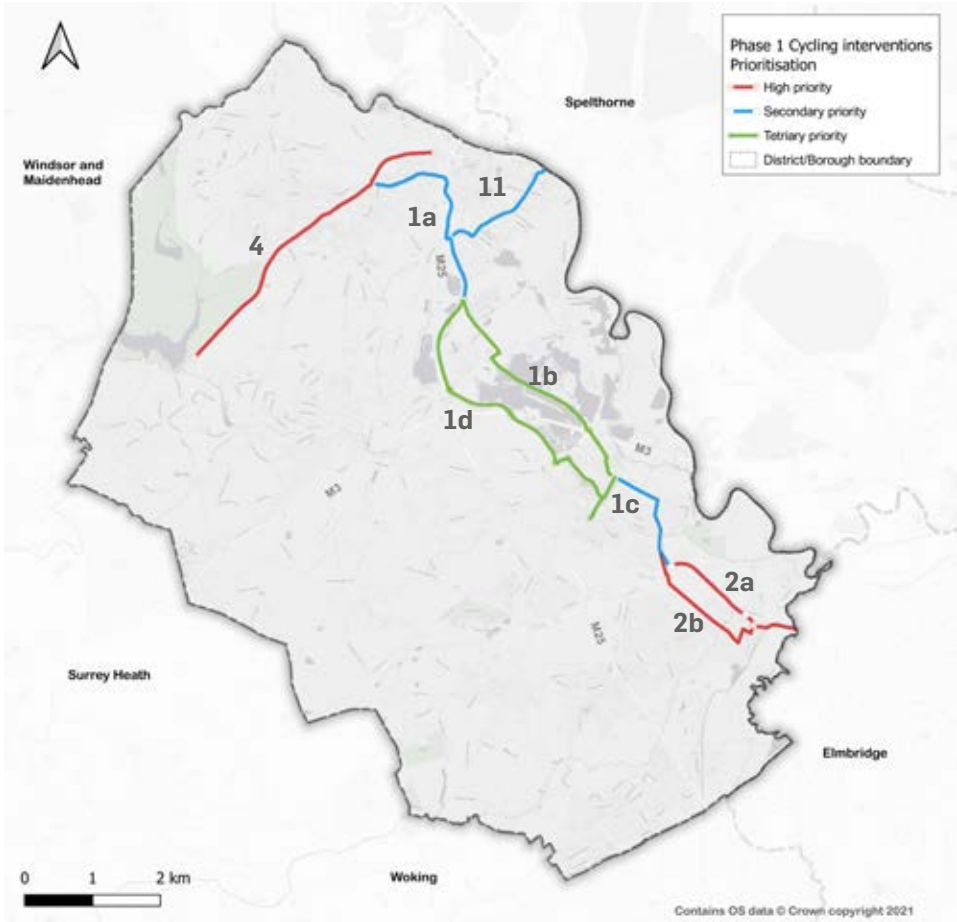 Phase 1 Cycling interventions
Prioritisation
High priority
Secondary priority
Tetriary priority
District/Borough boundary
Spelthorne
Windsor and
Maidenhead
11
1a
4
M25
1b
1d
M3
M3
1c
2a
2b
M25
Surrey Heath
Elmbridge
Woking
0 1 2 km
Contains OS data © Crown copyright 2021